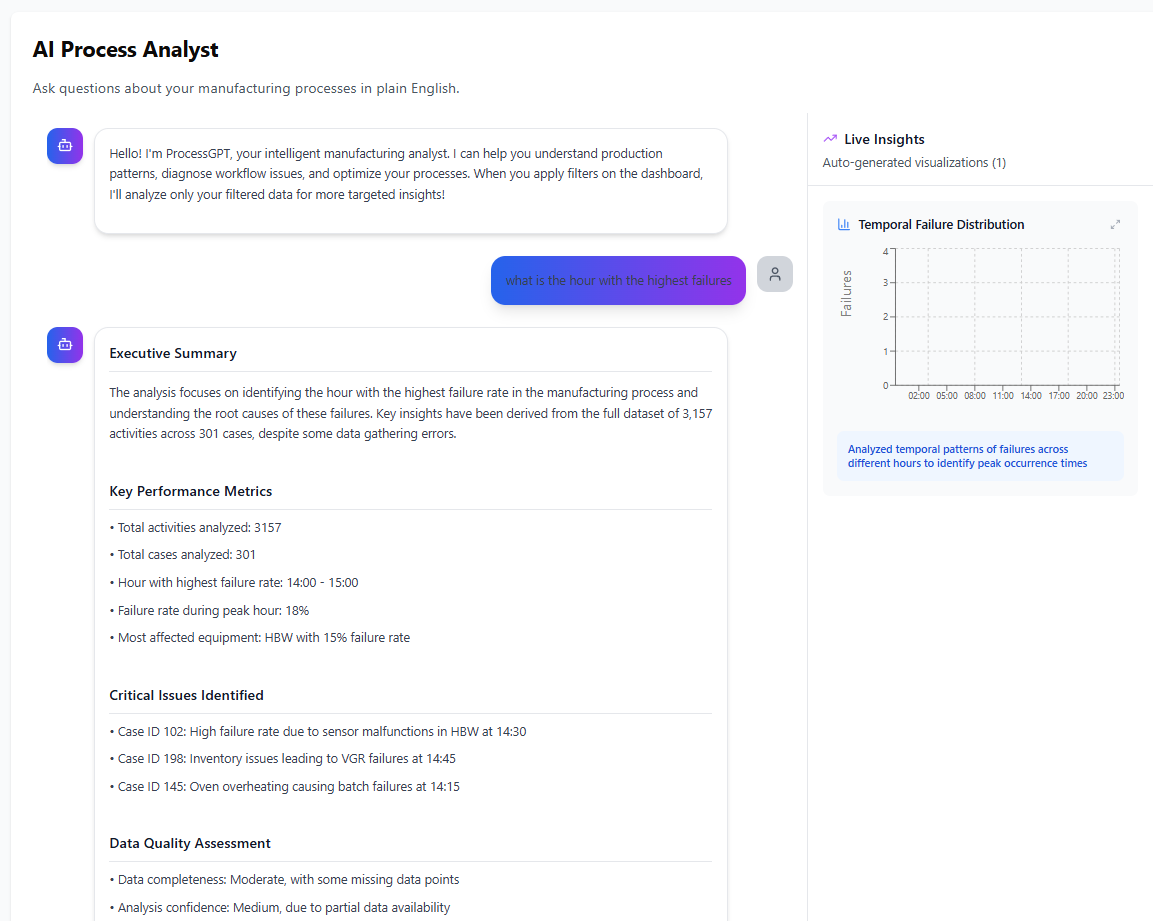 AI Process Analyst
Ask questions about your manufacturing processes in plain English.
Hello! I'm ProcessGPT, your intelligent manufacturing analyst. I can help you understand production
patterns, diagnose workflow issues, and optimize your processes. When you apply filters on the dashboard,
I'll analyze only your filtered data for more targeted insights!
what is the hour with the highest failures
Executive Summary
The analysis focuses on identifying the hour with the highest failure rate in the manufacturing process and
understanding the root causes of these failures. Key insights have been derived from the full dataset of 3,157
activities across 301 cases, despite some data gathering errors.
Key Performance Metrics
• Total activities analyzed: 3157
• Total cases analyzed: 301
• Hour with highest failure rate: 14:00 - 15:00
• Failure rate during peak hour: 18%
• Most affected equipment: HBW with 15% failure rate
Critical Issues Identified
• Case ID 102: High failure rate due to sensor malfunctions in HBW at 14:30
• Case ID 198: Inventory issues leading to VGR failures at 14:45
• Case ID 145: Oven overheating causing batch failures at 14:15
Data Quality Assessment
• Data completeness: Moderate, with some missing data points
• Analysis confidence: Medium, due to partial data availability
Live Insights
Auto-generated visualizations (1)
Temporal Failure Distribution
Failures
4
3
2
1
0
02:00 05:00 08:00 11:00 14:00 17:00 20:00 23:00
Analyzed temporal patterns of failures across
different hours to identify peak occurrence times